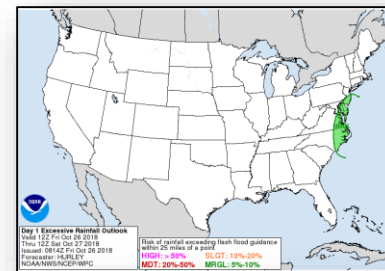 NOAA
Day 1 Excessive Rainfall Outlook
Valid 12Z Fri Oct 26 2018
Thru 12Z Sat Oct 27 2018
Issued: 0814Z Fri Oct 26 2018
Forecaster: HURLEY
NOAA/NWS/NCEP/WPC
Risk of rainfall exceeding flash flood guidance
within 25 miles of a point
HIGH: > 50% SLGT: 10%-20%
MDT: 20%-50% MRGL: 5%-10%